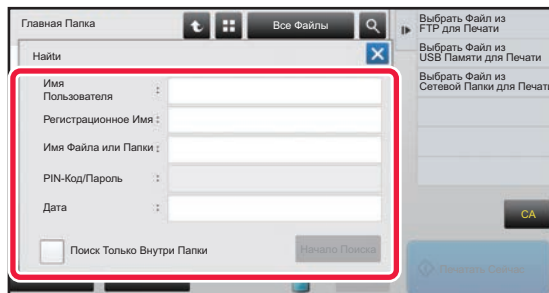 Главная Папка
Все Файлы
Выбрать Файл из
FTP для Печати
Выбрать Файл из
USB Памяти для Печати
Выбрать Файл из
Сетевой Папки для Печати
Найти
Имя
Пользователя :
Регистрационное Имя :
Имя Файла или Папки :
PIN-Код/Пароль :
Дата :
Поиск Только Внутри Папки
Начало Поиска
CA
Печатать Сейчас